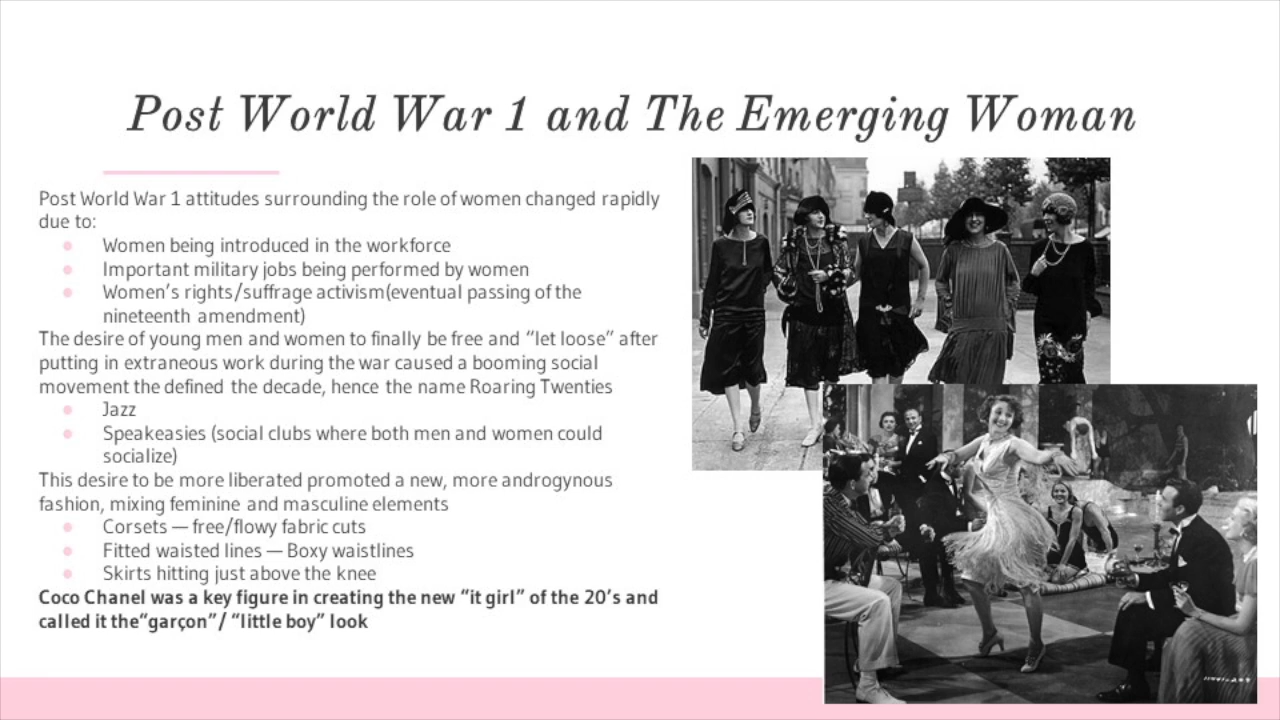 Post World War 1 and The Emerging Woman
Post World War 1 attitudes surrounding the role of women changed rapidly
due to:
Women being introduced in the workforce
Important military jobs being performed by women
Women's rights/suffrage activism(eventual passing of the
nineteenth amendment)
The desire of young men and women to finally be free and “let loose” after
putting in extraneous work during the war caused a booming social
movement the defined the decade, hence the name Roaring Twenties
Jazz
Speakeasies (social clubs where both men and women could
socialize)
This desire to be more liberated promoted a new, more androgynous
fashion, mixing feminine and masculine elements
Corsets — free/flowy fabric cuts
Fitted waisted lines — Boxy waistlines
Skirts hitting just above the knee
Coco Chanel was a key figure in creating the new “it girl” of the 20’s and
called it the“garçon”/ “little boy” look